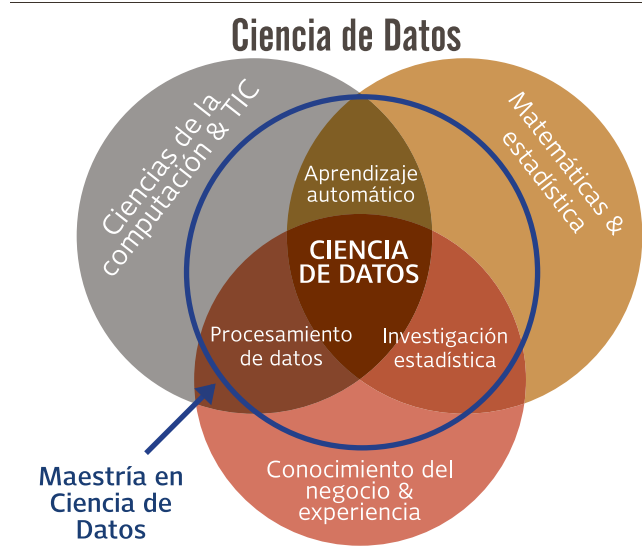 Ciencia de Datos
Ciencias de la
computación & TIC
Matemáticas &
estadística
Aprendizaje
automático
CIENCIA
DE DATOS
Procesamiento
de datos
Investigación
estadística
Conocimiento del
negocio &
experiencia
Maestría en
Ciencia de
Datos